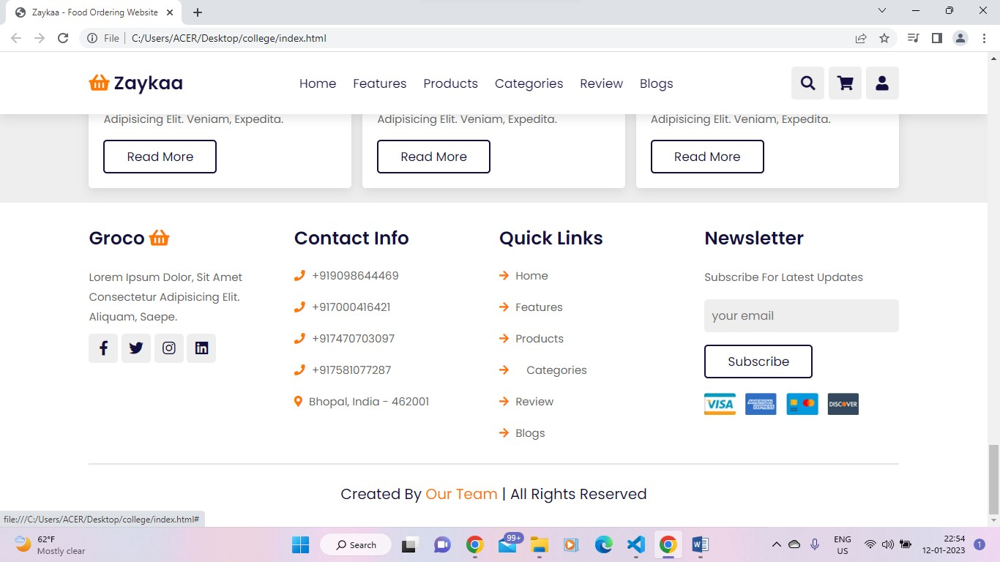 Zaykaa - Food Ordering Website
File | C:/Users/ACER/Desktop/college/index.html
Zaykaa Home Features Products Categories Review Blogs
Adipisicing Elit. Veniam, Expedita. Adipisicing Elit. Veniam, Expedita. Adipisicing Elit. Veniam, Expedita.
Read More Read More Read More
Groco
Lorem Ipsum Dolor, Sit Amet
Consectetur Adipisicing Elit.
Aliquam, Saepe.
Contact Info
+919098644469
+917000416421
+917470703097
+917581077287
Bhopal, India - 462001
Quick Links
Home
Features
Products
Categories
Review
Blogs
Newsletter
Subscribe For Latest Updates
your email
Subscribe
VISA AMERICAN EXPRESS DISCOVER
Created By Our Team | All Rights Reserved
file:///C:/Users/ACER/Desktop/college/index.html#
62°F
Mostly clear
Search
99+
ENG
US
22:54
12-01-2023
1